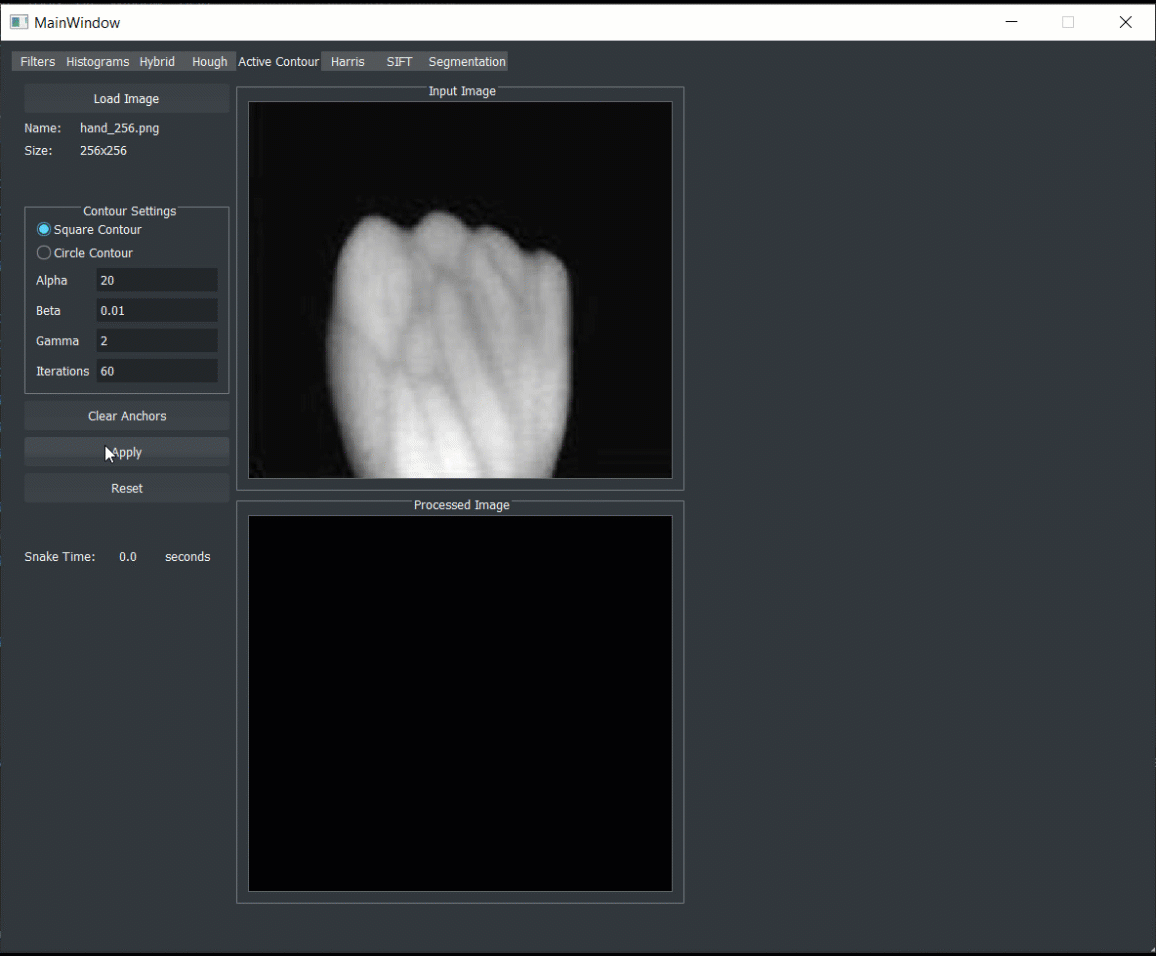 MainWindow
Filters Histograms Hybrid Hough Active Contour Harris SIFT Segmentation
Load Image
Name: hand_256.png
Size: 256x256
Contour Settings
Square Contour
Circle Contour
Alpha 20
Beta 0.01
Gamma 2
Iterations 60
Clear Anchors
Apply
Reset
Snake Time: 0.0 seconds
Input Image
Processed Image